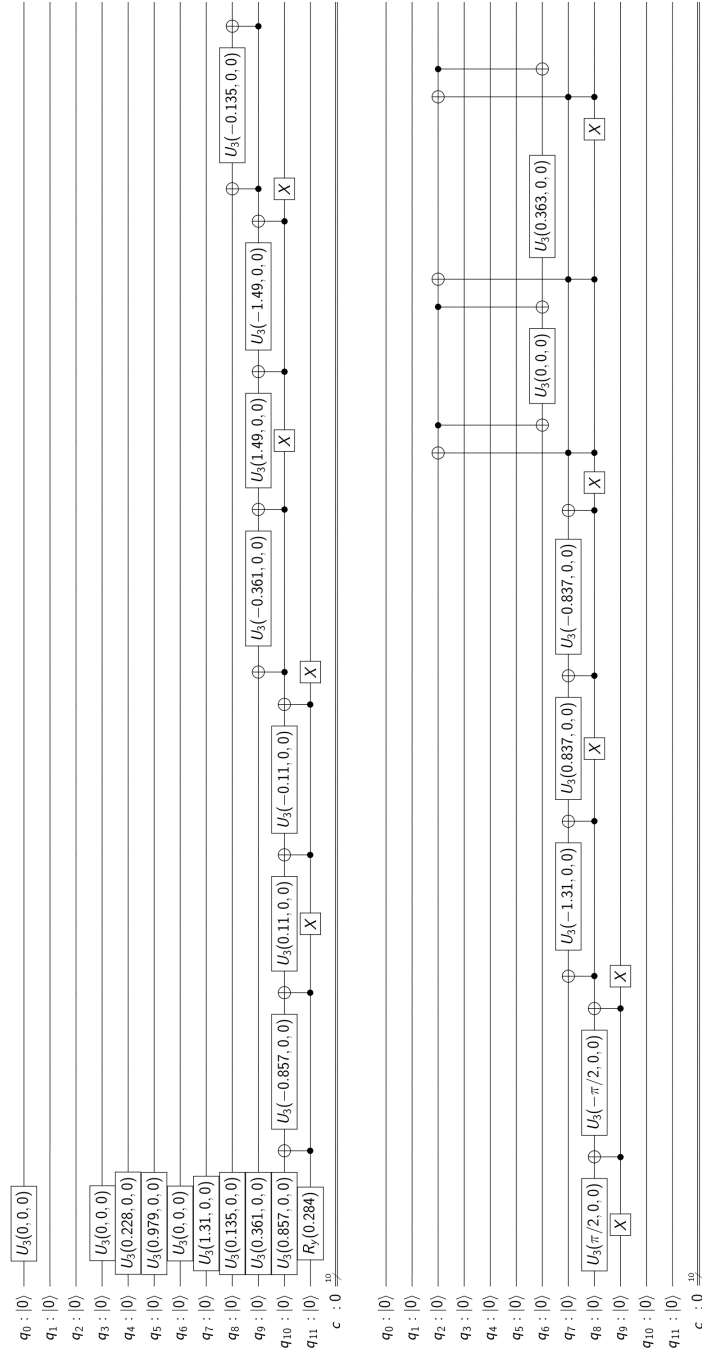 q₀ : |0⟩ U₃(0, 0, 0)
q₁ : |0⟩
q₂ : |0⟩
q₃ : |0⟩ U₃(0, 0, 0)
q₄ : |0⟩ U₃(0.228, 0, 0)
q₅ : |0⟩ U₃(0.979, 0, 0)
q₆ : |0⟩ U₃(0, 0, 0)
q₇ : |0⟩ U₃(1.31, 0, 0)
q₈ : |0⟩ U₃(0.135, 0, 0) U₃(−0.135, 0, 0)
q₉ : |0⟩ U₃(0.361, 0, 0) U₃(−0.361, 0, 0) U₃(1.49, 0, 0) U₃(−1.49, 0, 0)
q₁₀ : |0⟩ U₃(0.857, 0, 0) U₃(−0.857, 0, 0) U₃(0.11, 0, 0) U₃(−0.11, 0, 0) X X
q₁₁ : |0⟩ R_y(0.284) X X
c : 0 10
q₀ : |0⟩
q₁ : |0⟩
q₂ : |0⟩
q₃ : |0⟩
q₄ : |0⟩
q₅ : |0⟩
q₆ : |0⟩ U₃(0, 0, 0) U₃(0.363, 0, 0)
q₇ : |0⟩ U₃(−1.31, 0, 0) U₃(0.837, 0, 0) U₃(−0.837, 0, 0)
q₈ : |0⟩ U₃(π/2, 0, 0) U₃(−π/2, 0, 0) X X X
q₉ : |0⟩ X X
q₁₀ : |0⟩
q₁₁ : |0⟩
c : 0 10